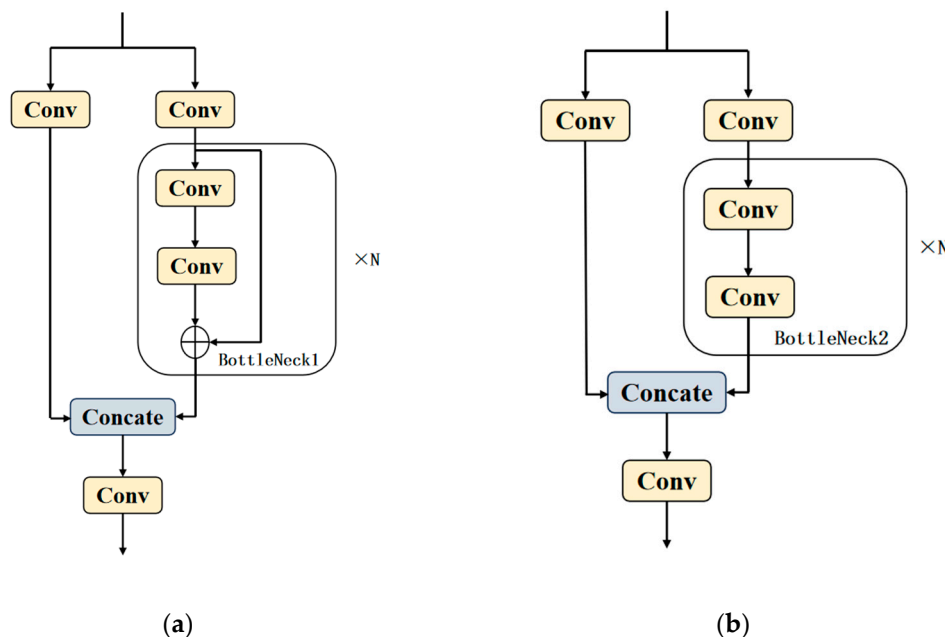 Conv
Conv
Conv
Conv
×N
BottleNeck1
Concate
Conv
(a)
Conv
Conv
Conv
Conv
×N
BottleNeck2
Concate
Conv
(b)